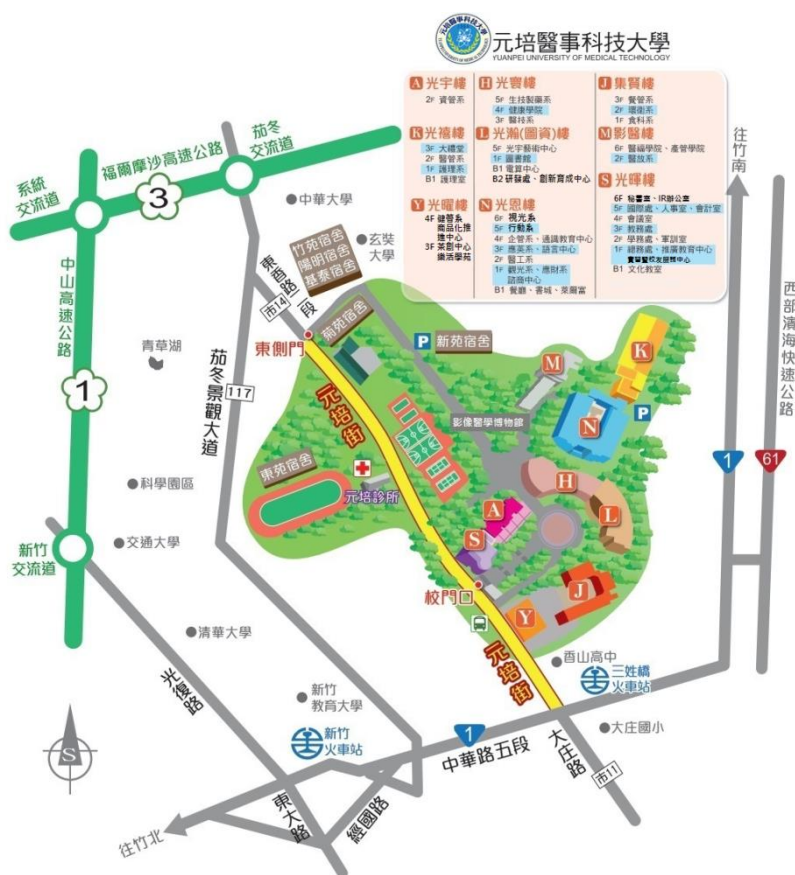 元培醫事科技大學
YUANPEI UNIVERSITY OF MEDICAL TECHNOLOGY
A 光宇樓
2F 資管系
K 光禧樓
3F 大禮堂
2F 醫管系
1F 護理系
B1 護理室
Y 光曜樓
4F 健管系
商品化推
進中心
3F 茶創中心
樂活學苑
H 光寰樓
5F 生技製藥系
4F 健康學院
3F 醫技系
L 光瀚(圖資)樓
5F 光宇藝術中心
1F 圖書館
B1 電算中心
B2 研發處、創新育成中心
N 光恩樓
6F 視光系
5F 行動系
4F 企管系、通識教育中心
3F 應英系、語言中心
2F 醫工系
1F 觀光系、應財系
諮商中心
B1 餐廳、書城、萊爾富
J 集賢樓
3F 餐管系
2F 環衛系
1F 食科系
M 影醫樓
6F 醫福學院、產管學院
2F 醫放系
S 光暉樓
6F 秘書室、IR辦公室
5F 國際處、人事室、會計室
4F 會議室
3F 教務處
2F 學務處、軍訓室
1F 總務處、推廣教育中心
B1 文化教室
往竹南
系統
交流道
福爾摩沙高速公路
3
茄苳
交流道
中華大學
玄奘
大學
竹苑宿舍
陽明宿舍
基泰宿舍
東香路一段
市14
菊苑宿舍
東側門
P
新苑宿舍
中山高速公路
1
青草湖
茄苳景觀大道
117
元培街
影像醫學博物館
M
K
N
P
西部濱海快速公路
1
61
東苑宿舍
元培診所
科學園區
交通大學
新竹
交流道
H
L
A
S
校門口
J
Y
元培街
清華大學
光復路
新竹
教育大學
香山高中
三姓橋
火車站
新竹
火車站
1
中華路五段
大庄路
大庄國小
市11
S
東大路
經國路
往竹北